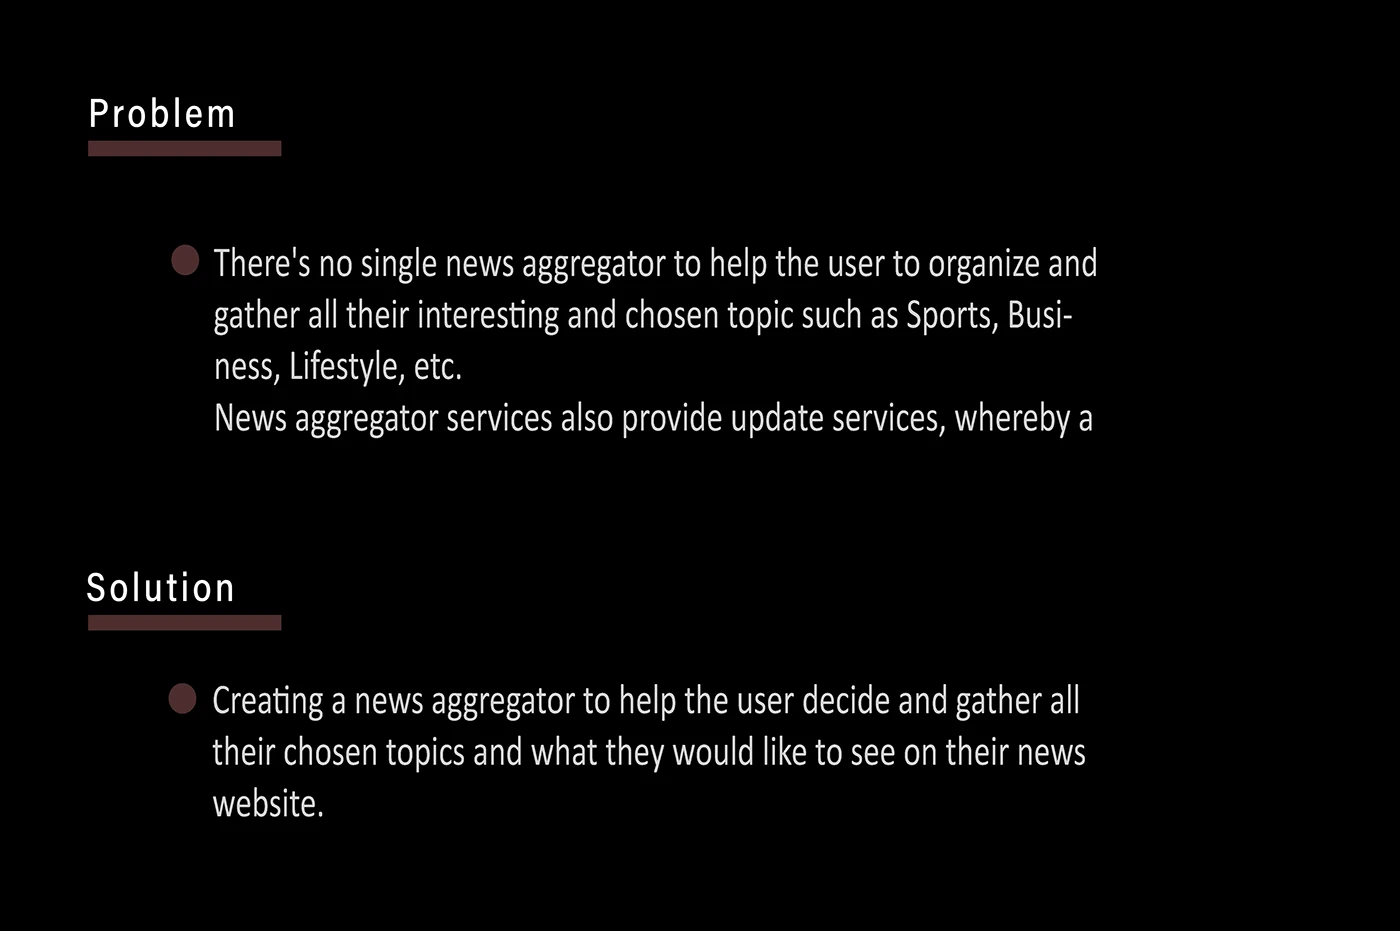 Problem
There's no single news aggregator to help the user to organize and
gather all their interesting and chosen topic such as Sports, Busi-
ness, Lifestyle, etc.
News aggregator services also provide update services, whereby a
Solution
Creating a news aggregator to help the user decide and gather all
their chosen topics and what they would like to see on their news
website.